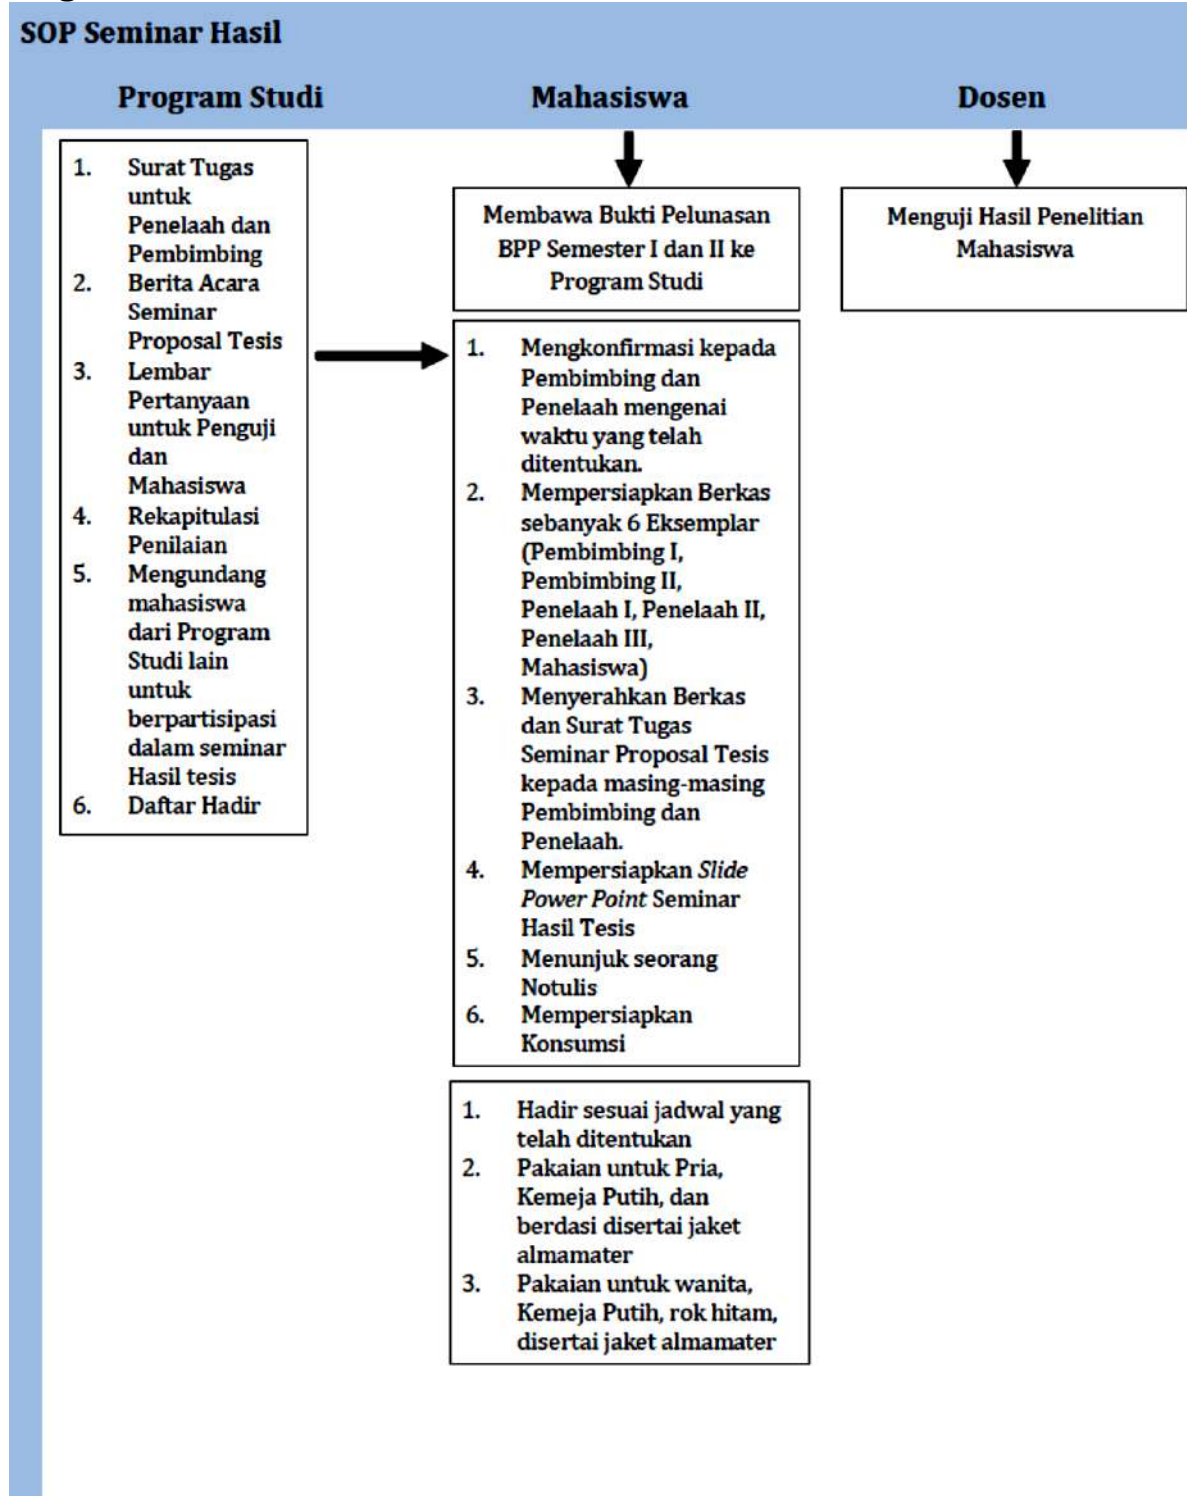 SOP Seminar Hasil
Program Studi
Mahasiswa
Dosen
1. Surat Tugas
untuk
Penelaah dan
Pembimbing
2. Berita Acara
Seminar
Proposal Tesis
3. Lembar
Pertanyaan
untuk Penguji
dan
Mahasiswa
4. Rekapitulasi
Penilaian
5. Mengundang
mahasiswa
dari Program
Studi lain
untuk
berpartisipasi
dalam seminar
Hasil tesis
6. Daftar Hadir
Membawa Bukti Pelunasan
BPP Semester I dan II ke
Program Studi
1. Mengkonfirmasi kepada
Pembimbing dan
Penelaah mengenai
waktu yang telah
ditentukan.
2. Mempersiapkan Berkas
sebanyak 6 Eksemplar
(Pembimbing I,
Pembimbing II,
Penelaah I, Penelaah II,
Penelaah III,
Mahasiswa)
3. Menyerahkan Berkas
dan Surat Tugas
Seminar Proposal Tesis
kepada masing-masing
Pembimbing dan
Penelaah.
4. Mempersiapkan Slide
Power Point Seminar
Hasil Tesis
5. Menunjuk seorang
Notulis
6. Mempersiapkan
Konsumsi
1. Hadir sesuai jadwal yang
telah ditentukan
2. Pakaian untuk Pria,
Kemeja Putih, dan
berdasi disertai jaket
almamater
3. Pakaian untuk wanita,
Kemeja Putih, rok hitam,
disertai jaket almamater
Menguji Hasil Penelitian
Mahasiswa